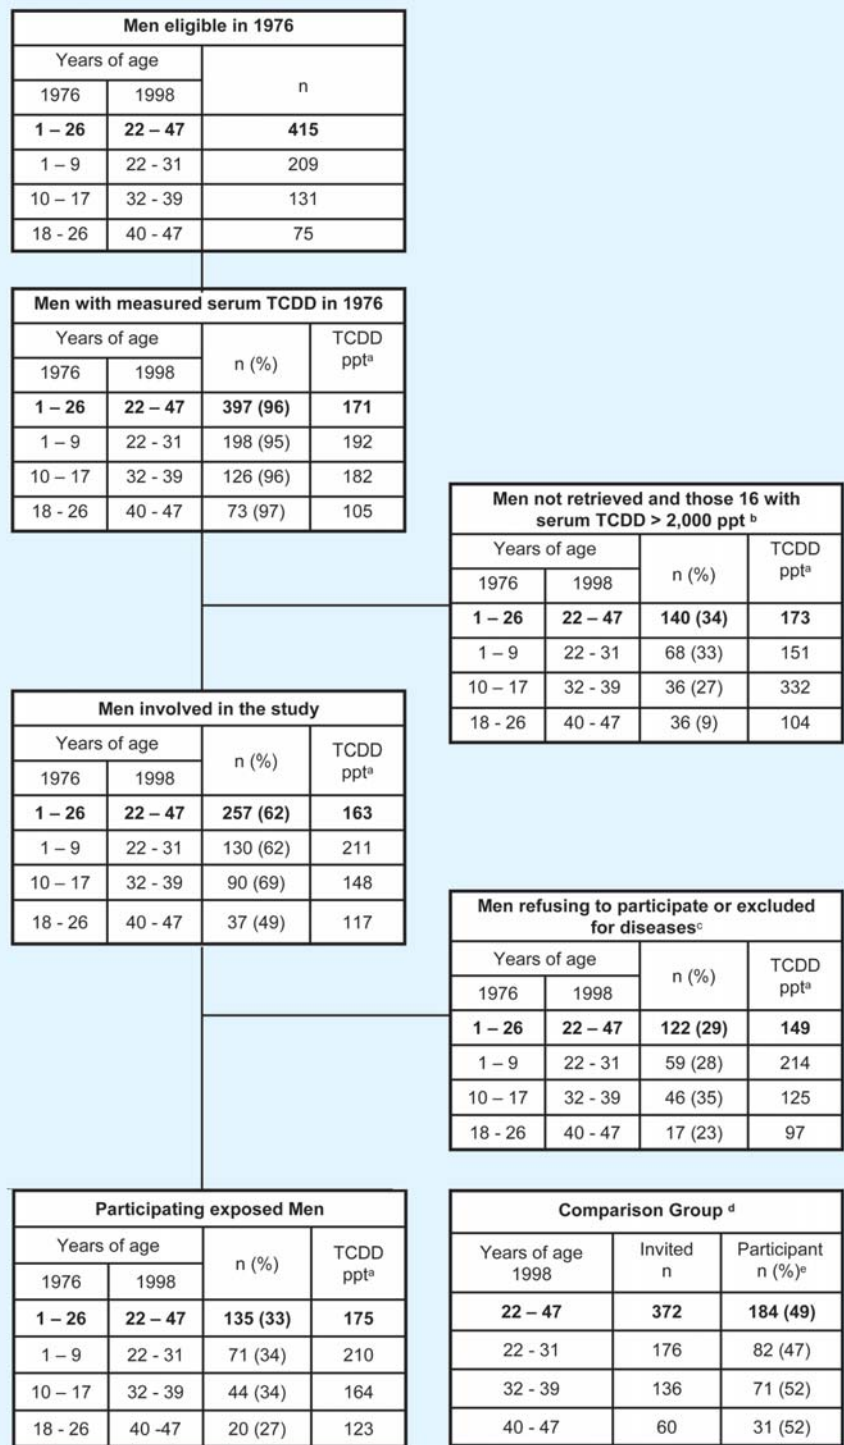 Men eligible in 1976
Years of age
n
1976 1998
1 – 26 22 – 47 415
1 – 9 22 - 31 209
10 – 17 32 - 39 131
18 - 26 40 - 47 75
Men with measured serum TCDD in 1976
Years of age
n (%)
TCDD
pptᵃ
1976 1998
1 – 26 22 – 47 397 (96) 171
1 – 9 22 - 31 198 (95) 192
10 – 17 32 - 39 126 (96) 182
18 - 26 40 - 47 73 (97) 105
Men not retrieved and those 16 with
serum TCDD > 2,000 ppt ᵇ
Years of age
n (%)
TCDD
pptᵃ
1976 1998
1 – 26 22 – 47 140 (34) 173
1 – 9 22 - 31 68 (33) 151
10 – 17 32 - 39 36 (27) 332
18 - 26 40 - 47 36 (9) 104
Men involved in the study
Years of age
n (%)
TCDD
pptᵃ
1976 1998
1 – 26 22 – 47 257 (62) 163
1 – 9 22 - 31 130 (62) 211
10 – 17 32 - 39 90 (69) 148
18 - 26 40 - 47 37 (49) 117
Men refusing to participate or excluded
for diseasesᶜ
Years of age
n (%)
TCDD
pptᵃ
1976 1998
1 – 26 22 – 47 122 (29) 149
1 – 9 22 - 31 59 (28) 214
10 – 17 32 - 39 46 (35) 125
18 - 26 40 - 47 17 (23) 97
Participating exposed Men
Years of age
n (%)
TCDD
pptᵃ
1976 1998
1 – 26 22 – 47 135 (33) 175
1 – 9 22 - 31 71 (34) 210
10 – 17 32 - 39 44 (34) 164
18 - 26 40 -47 20 (27) 123
Comparison Group ᵈ
Years of age
1998
Invited
n
Participant
n (%)ᵉ
22 – 47 372 184 (49)
22 - 31 176 82 (47)
32 - 39 136 71 (52)
40 - 47 60 31 (52)